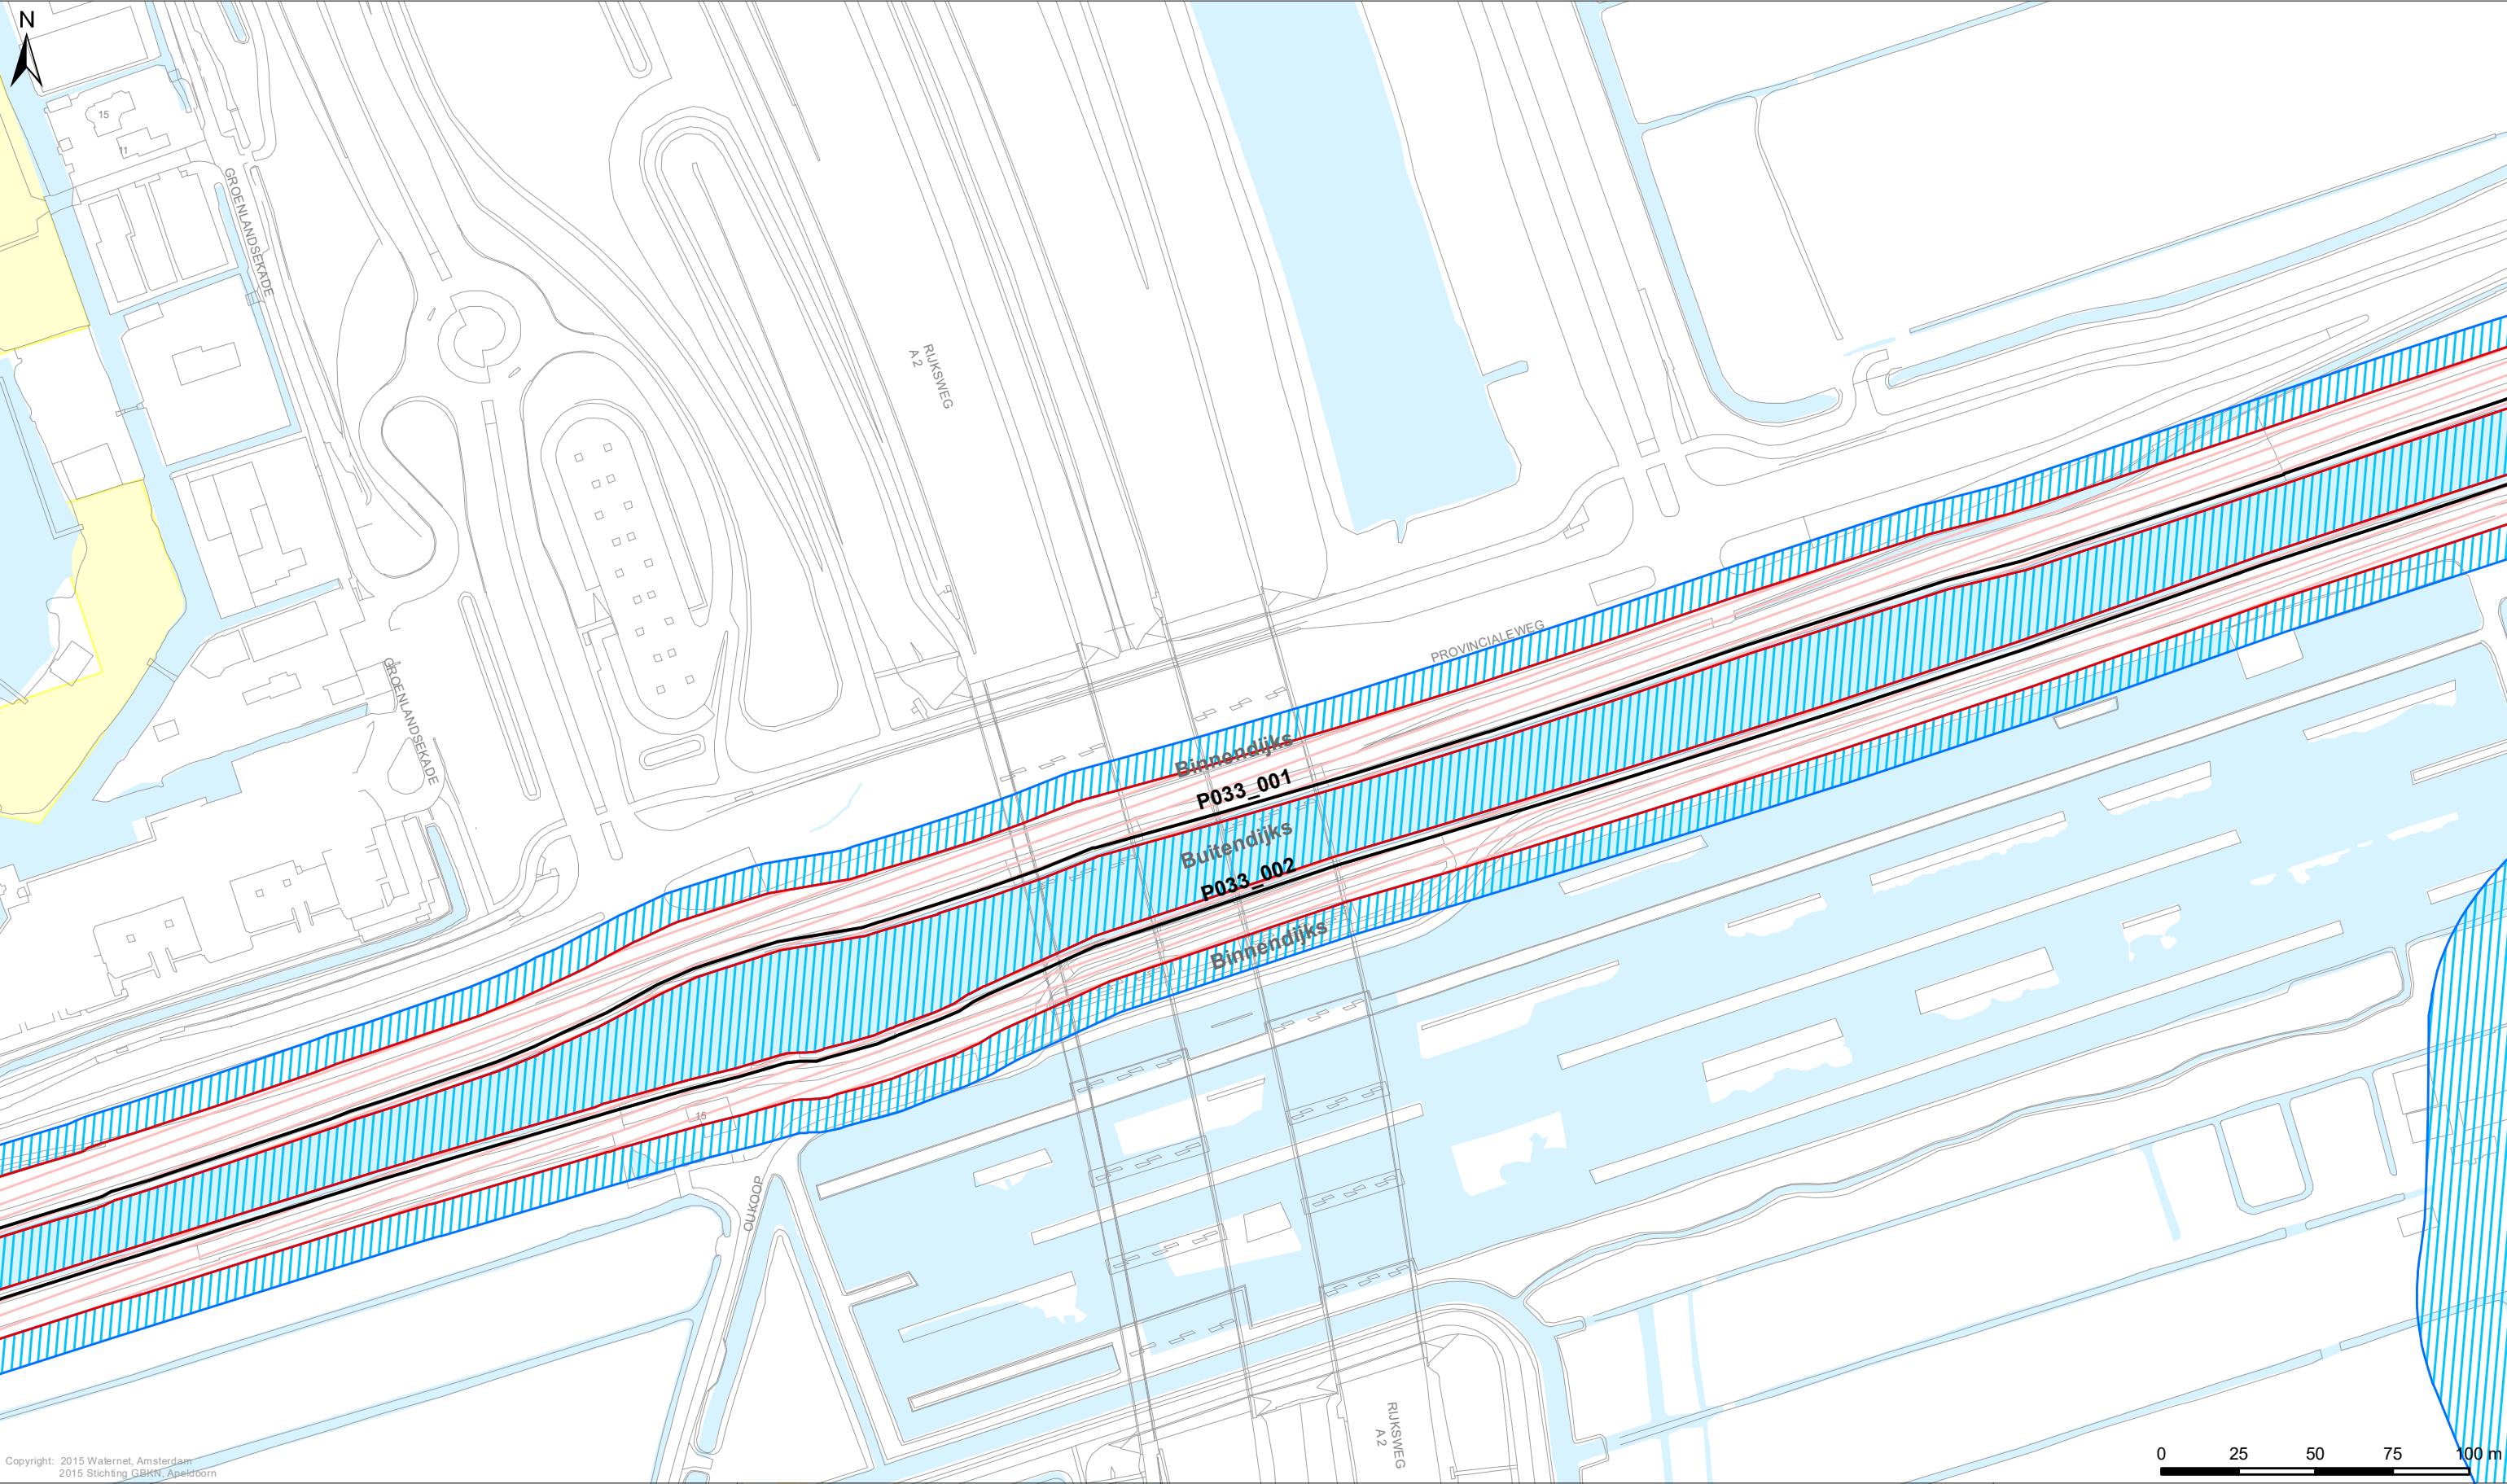 N
15
11
GROENLANDSEKADE
RIJKSWEG
A 2
PROVINCIALEWEG
GROENLANDSEKADE
Binnendijks
P033_001
Buitendijks
P033_002
Binnendijks
15
OUKOOP
RIJKSWEG
A 2
0 25 50 75 100 m
Copyright: 2015 Waternet, Amsterdam
2015 Stichting GBKN, Apeldoorn